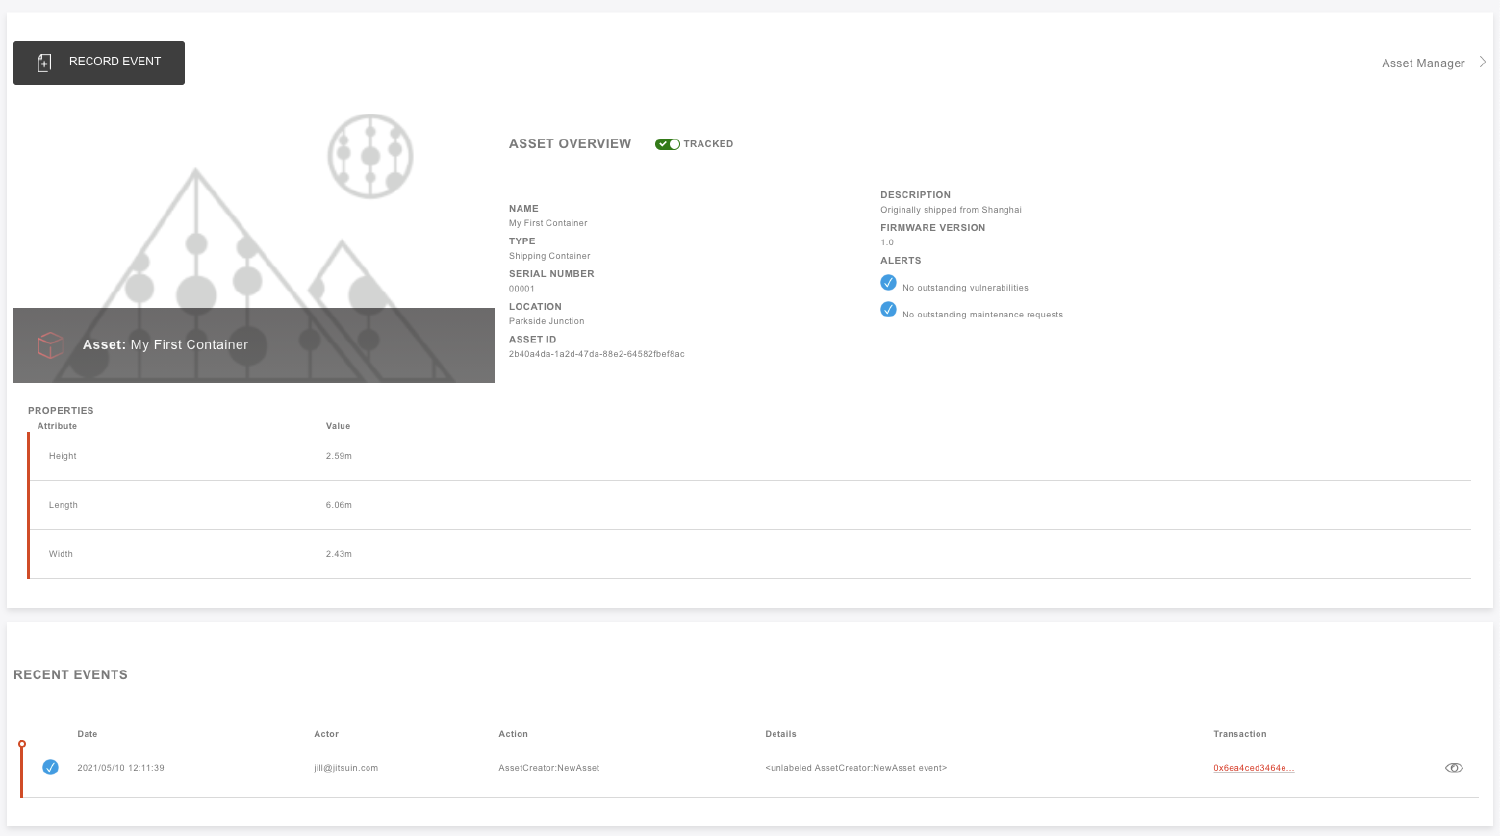 RECORD EVENT
Asset Manager
ASSET OVERVIEW TRACKED
NAME
My First Container
TYPE
Shipping Container
SERIAL NUMBER
00001
LOCATION
Parkside Junction
ASSET ID
2b40a4da-1a2d-47da-88e2-64582fbef8ac
DESCRIPTION
Originally shipped from Shanghai
FIRMWARE VERSION
1.0
ALERTS
No outstanding vulnerabilities
No outstanding maintenance requests
Asset: My First Container
PROPERTIES
Attribute Value
Height 2.59m
Length 6.06m
Width 2.43m
RECENT EVENTS
Date Actor Action Details Transaction
2021/05/10 12:11:39 jill@jitsuin.com AssetCreator:NewAsset <unlabeled AssetCreator:NewAsset event> 0x6ea4ced3464e...